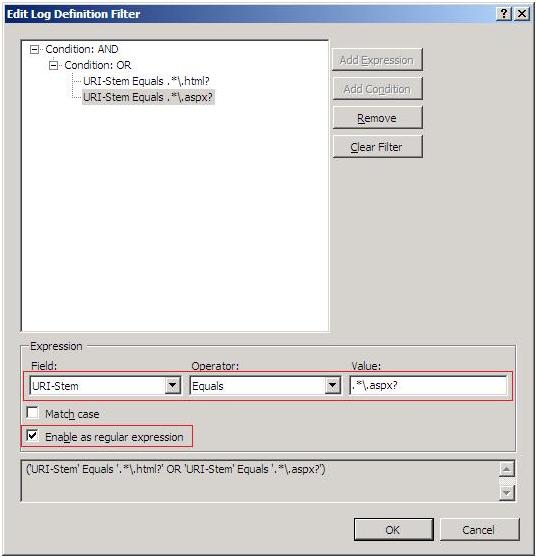 Edit Log Definition Filter
Condition: AND
Condition: OR
URI-Stem Equals .*\.html?
URI-Stem Equals .*\.aspx?
Add Expression
Add Condition
Remove
Clear Filter
Expression
Field: Operator: Value:
URI-Stem Equals .*\.aspx?
Match case
Enable as regular expression
('URI-Stem' Equals '.*\.html?' OR 'URI-Stem' Equals '.*\.aspx?')
OK Cancel